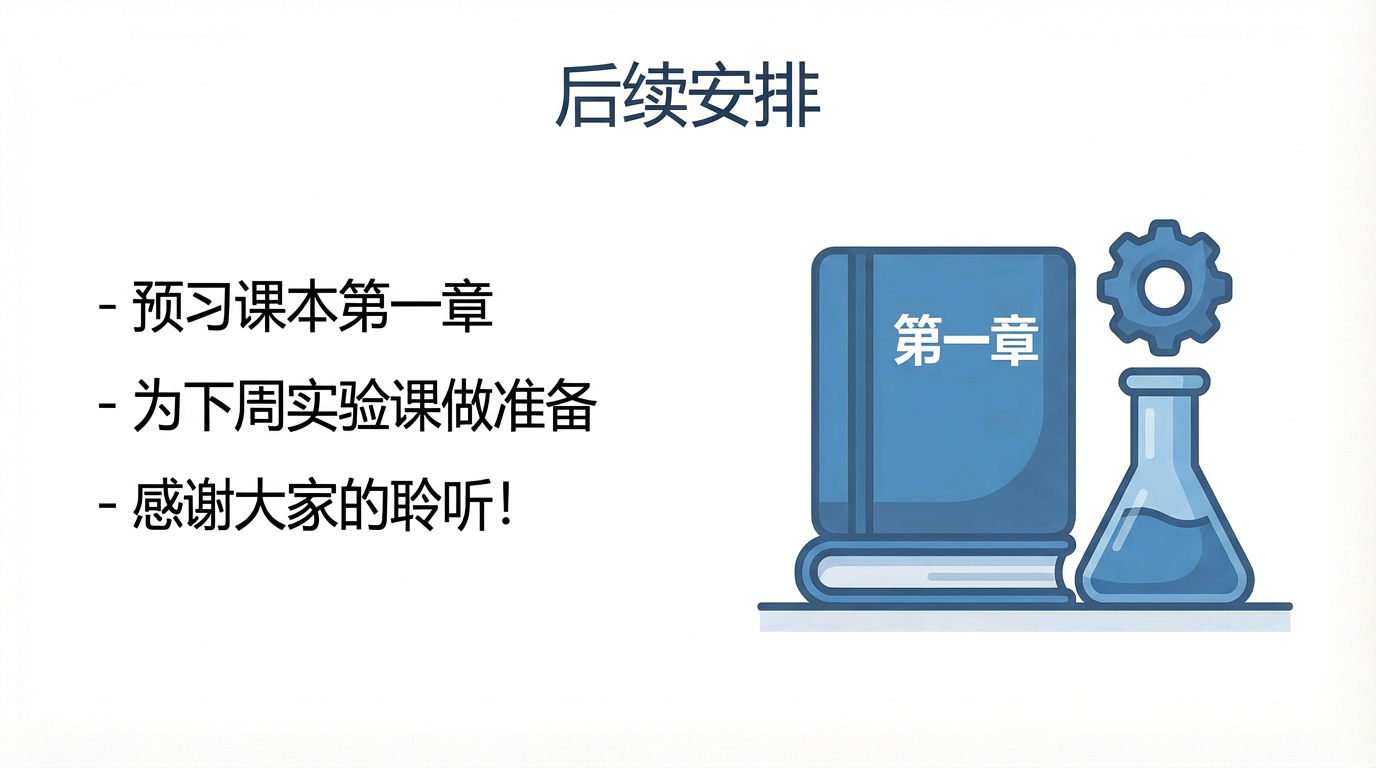 后续安排
- 预习课本第一章
- 为下周实验课做准备
- 感谢大家的聆听！
第一章